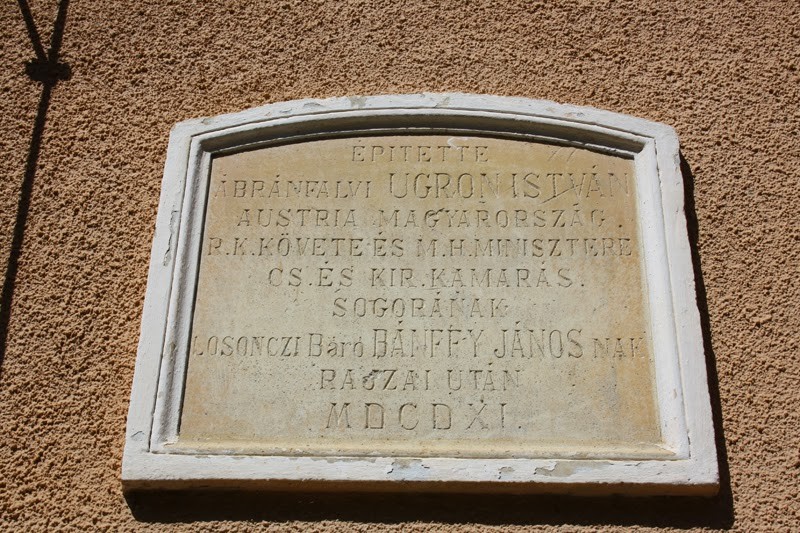 ÉPITETTE
ÁBRÁNFALVI UGRON ISTVÁN
AUSTRIA MAGYARORSZÁG.
R.K.KÖVETE ÉS M.H.MINISZTERE
CS.ÉS KIR.KAMARÁS.
SOGORÁNAK
LOSONCZI Báró BÁNFFY JÁNOS NAK
RAJZAI UTÁN
MDCDXI.